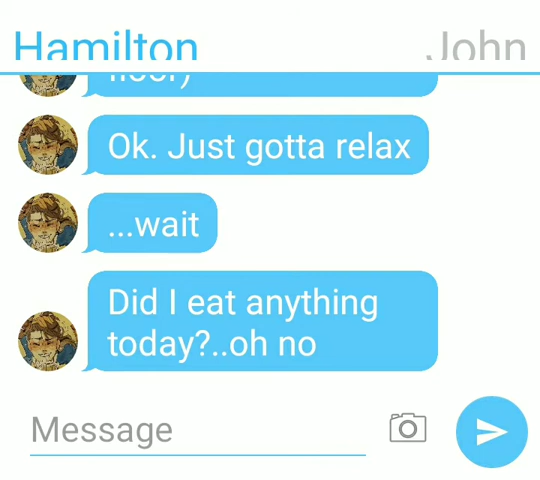 Hamilton John
floor)
Ok. Just gotta relax
...wait
Did I eat anything
today?..oh no
Message